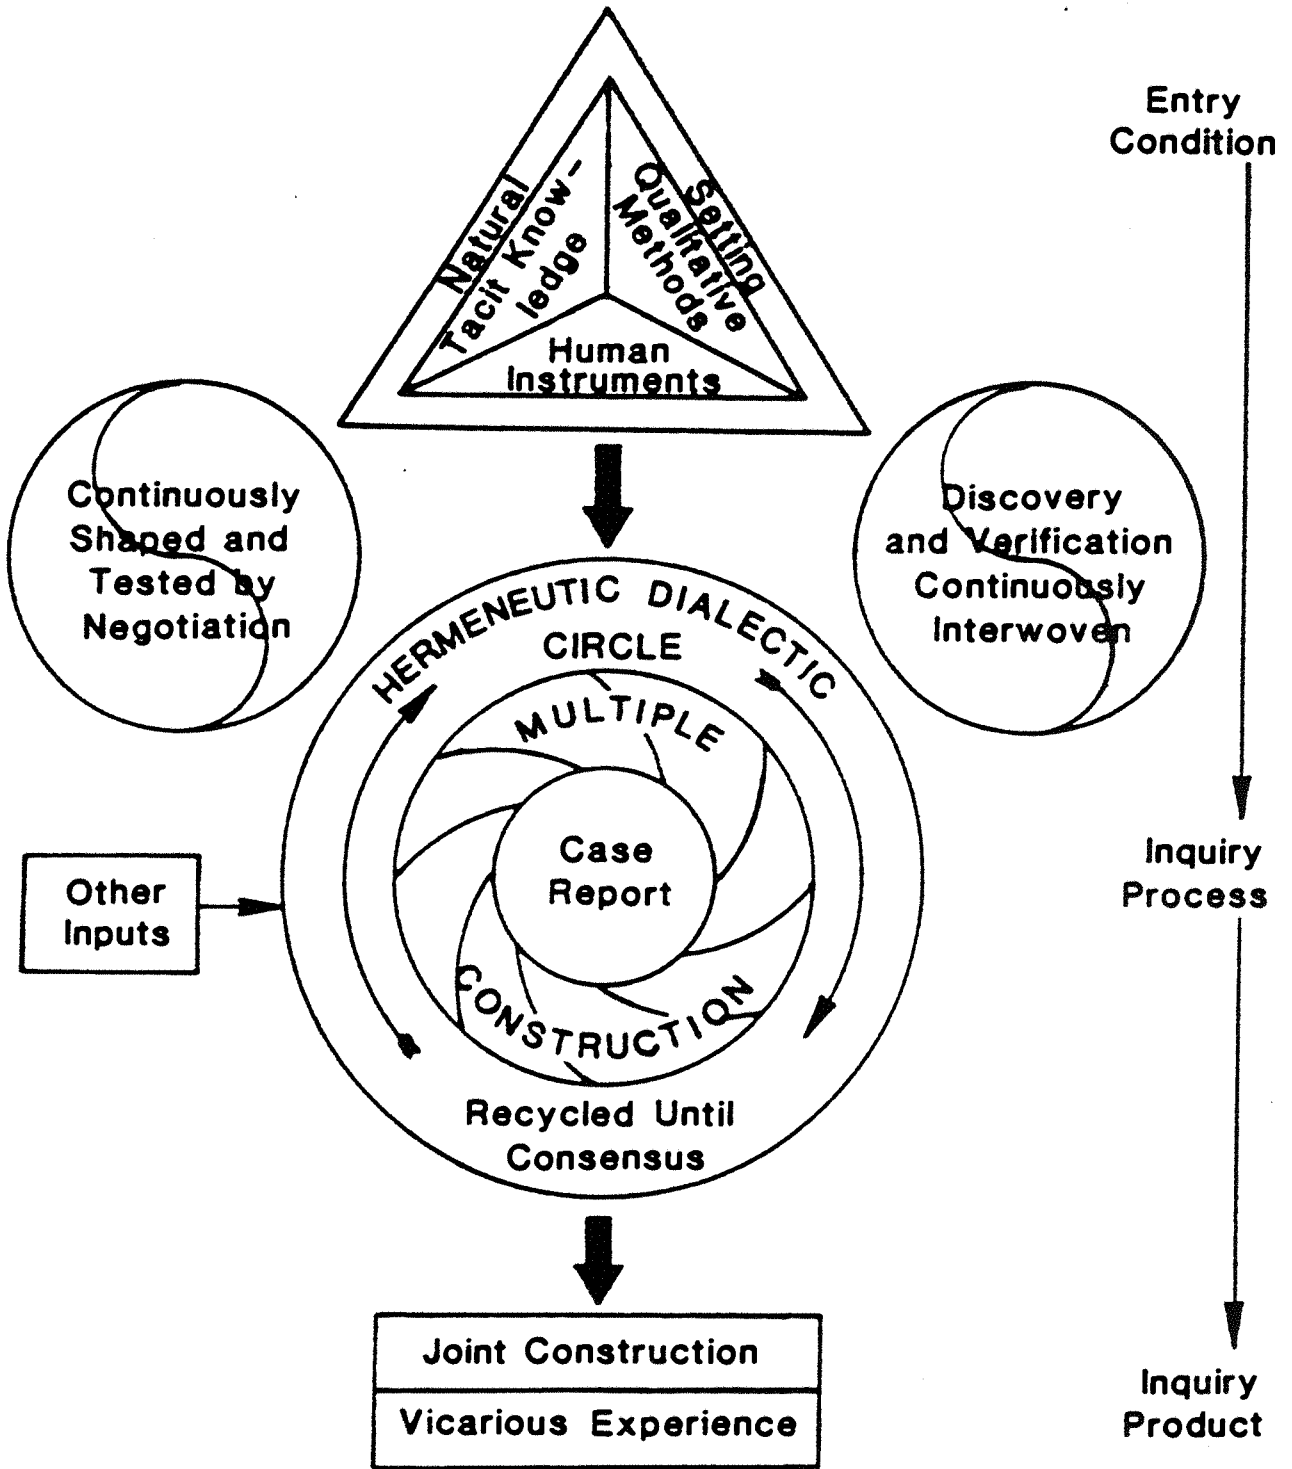 Entry
Condition
Natural
Setting
Tacit Know-
ledge
Qualitative
Methods
Human
Instruments
Continuously
Shaped and
Tested by
Negotiation
Discovery
and Verification
Continuously
Interwoven
HERMENEUTIC DIALECTIC
CIRCLE
MULTIPLE
Case
Report
CONSTRUCTION
Recycled Until
Consensus
Other
Inputs
Inquiry
Process
Joint Construction
Vicarious Experience
Inquiry
Product